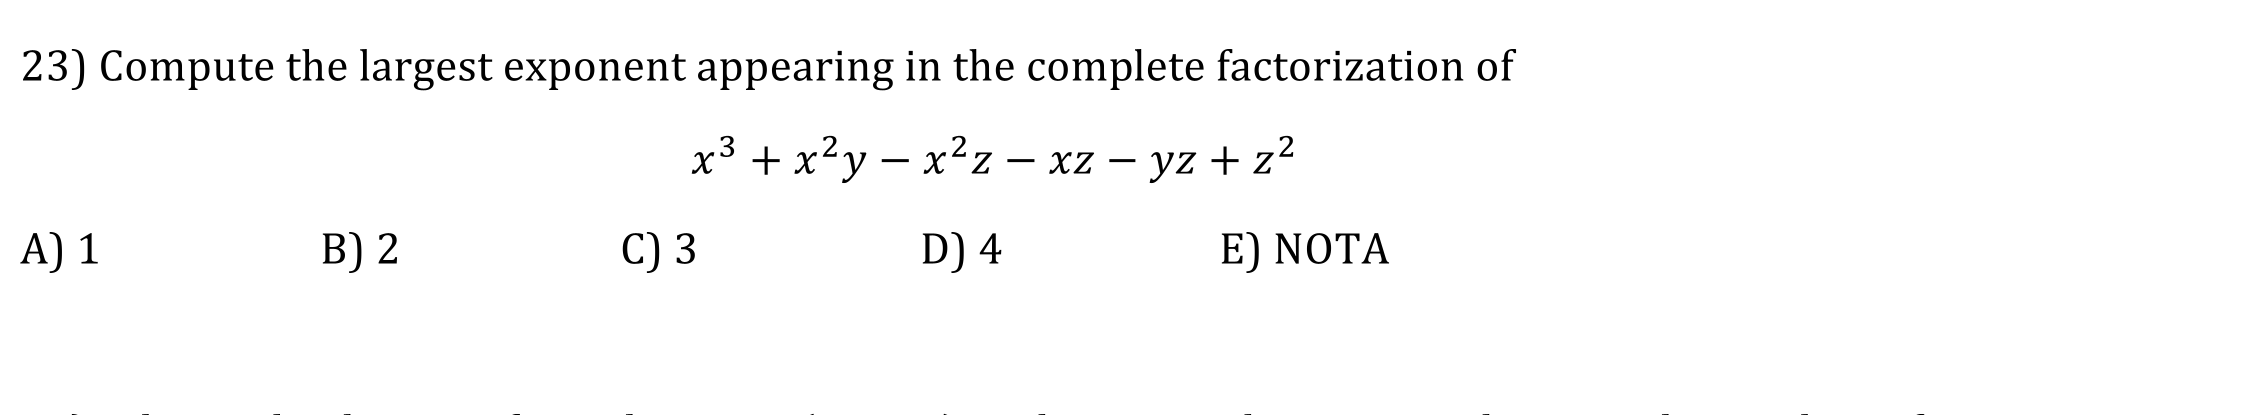 23) Compute the largest exponent appearing in the complete factorization of
x³ + x²y − x²z − xz − yz + z²
A) 1 B) 2 C) 3 D) 4 E) NOTA